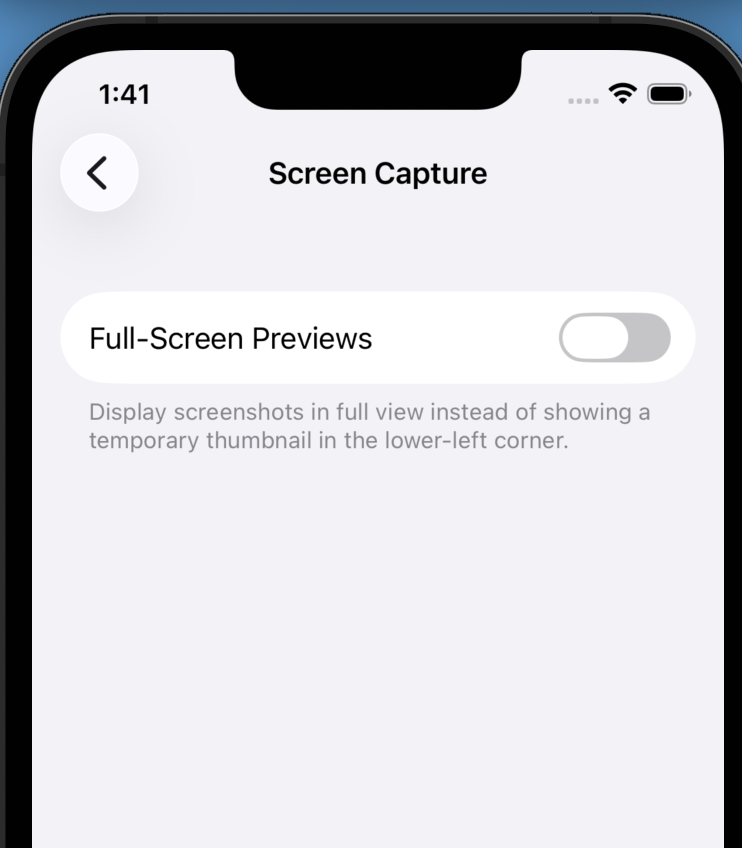 1:41
Screen Capture
Full-Screen Previews
Display screenshots in full view instead of showing a
temporary thumbnail in the lower-left corner.